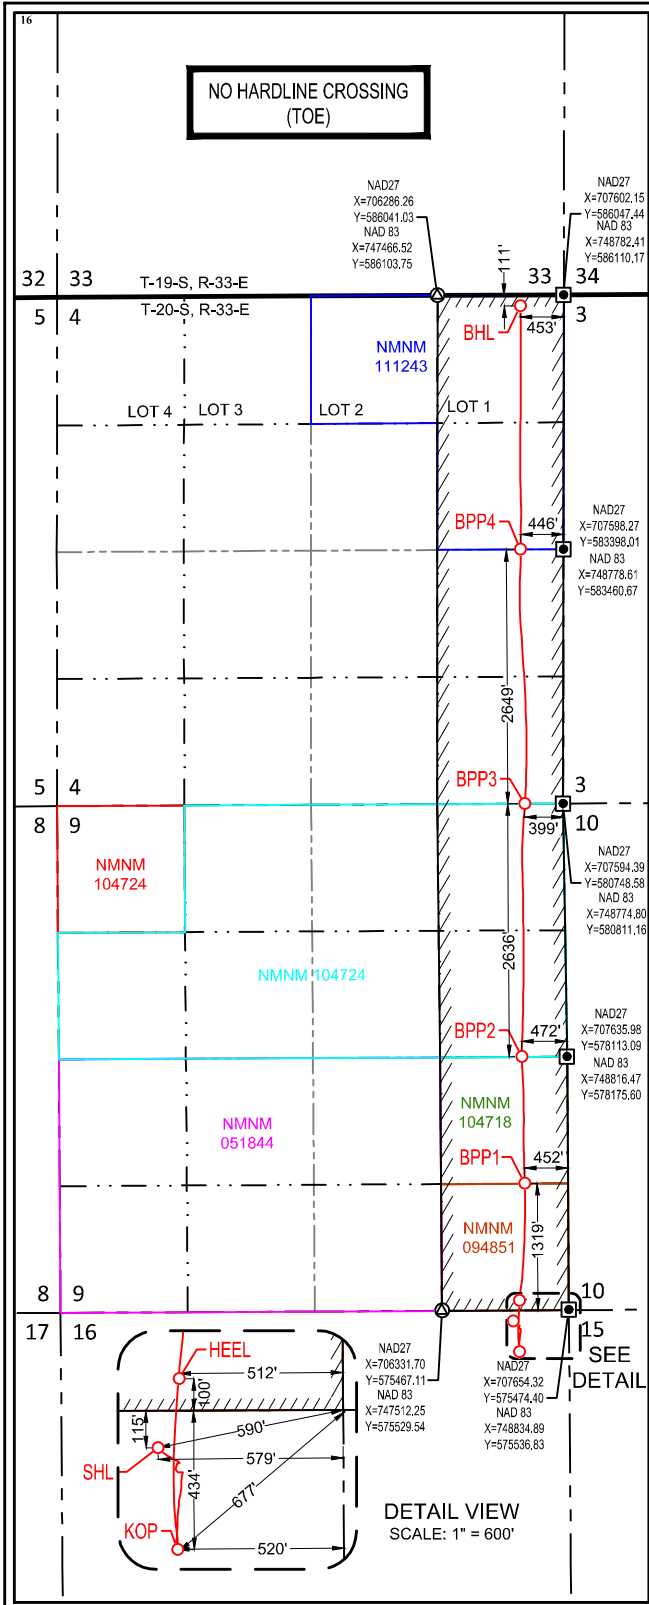 16
NO HARDLINE CROSSING
(TOE)
NAD27
X=706286.26
Y=586041.03
NAD 83
X=747466.52
Y=586103.75
NAD27
X=707602.15
Y=586047.44
NAD 83
X=748782.41
Y=586110.17
111'
32 33
T-19-S, R-33-E
33 34
5 4
T-20-S, R-33-E
3
BHL
453'
NMNM
111243
LOT 4
LOT 3
LOT 2
LOT 1
BPP4
446'
NAD27
X=707598.27
Y=583398.01
NAD 83
X=748778.61
Y=583460.67
2649'
5 4
BPP3
3
8 9
399'
10
NMNM
104724
NAD27
X=707594.39
Y=580748.58
NAD 83
X=748774.80
Y=580811.16
2636'
NMNM 104724
BPP2
472'
NAD27
X=707635.98
Y=578113.09
NAD 83
X=748816.47
Y=578175.60
NMNM
104718
NMNM
051844
BPP1
452'
NMNM
094851
1319'
8 9
10
17 16
15
SEE
DETAIL
NAD27
X=706331.70
Y=575467.11
NAD 83
X=747512.25
Y=575529.54
NAD27
X=707654.32
Y=575474.40
NAD 83
X=748834.89
Y=575536.83
HEEL
512'
100'
115'
590'
579'
SHL
434'
677'
KOP
520'
DETAIL VIEW
SCALE: 1" = 600'